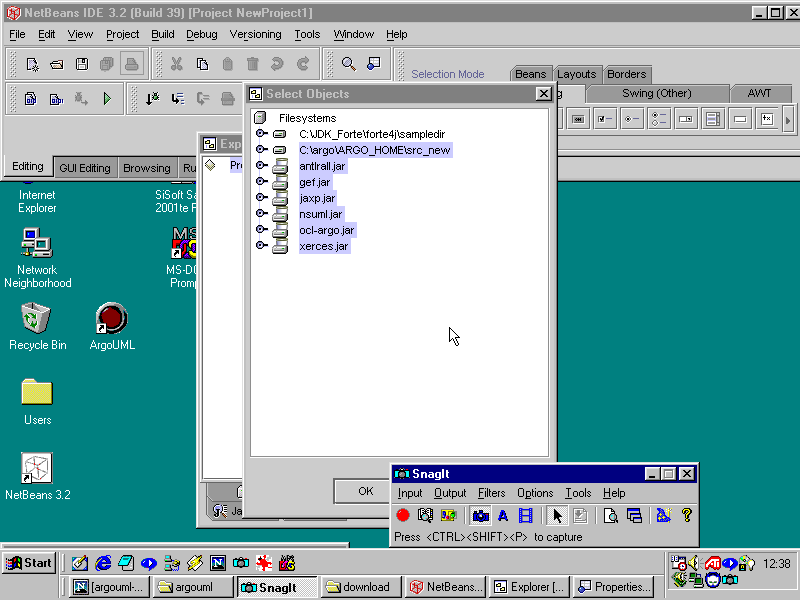 NetBeans IDE 3.2 (Build 39) [Project NewProject1]
File Edit View Project Build Debug Versioning Tools Window Help
Selection Mode
Beans Layouts Borders
Swing (Other) AWT
Editing GUI Editing Browsing Ru
Select Objects
Filesystems
C:\JDK_Forte\forte4j\sampledir
C:\argo\ARGO_HOME\src_new
antlrall.jar
gef.jar
jaxp.jar
nsuml.jar
ocl-argo.jar
xerces.jar
OK
Exp
Pr
Ja
Internet
Explorer
SiSoft Sa
2001te P
Network
Neighborhood
MS-DO
Promp
Recycle Bin
ArgoUML
Users
NetBeans 3.2
SnagIt
Input Output Filters Options Tools Help
Press <CTRL><SHIFT><P> to capture
Start
12:38
[argouml-...
argouml
SnagIt
download
NetBeans...
Explorer [...
Properties...